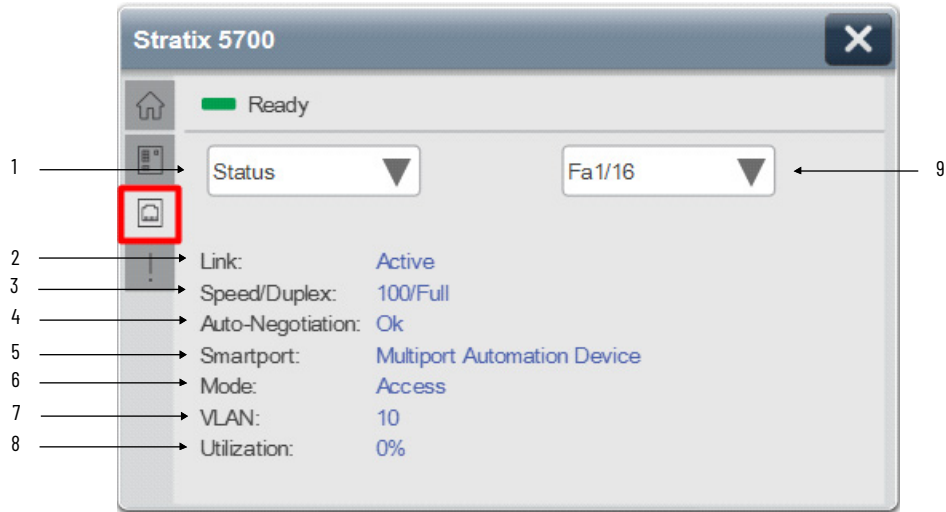 Stratix 5700
Ready
1 Status Fa1/16 9
2 Link: Active
3 Speed/Duplex: 100/Full
4 Auto-Negotiation: Ok
5 Smartport: Multiport Automation Device
6 Mode: Access
7 VLAN: 10
8 Utilization: 0%